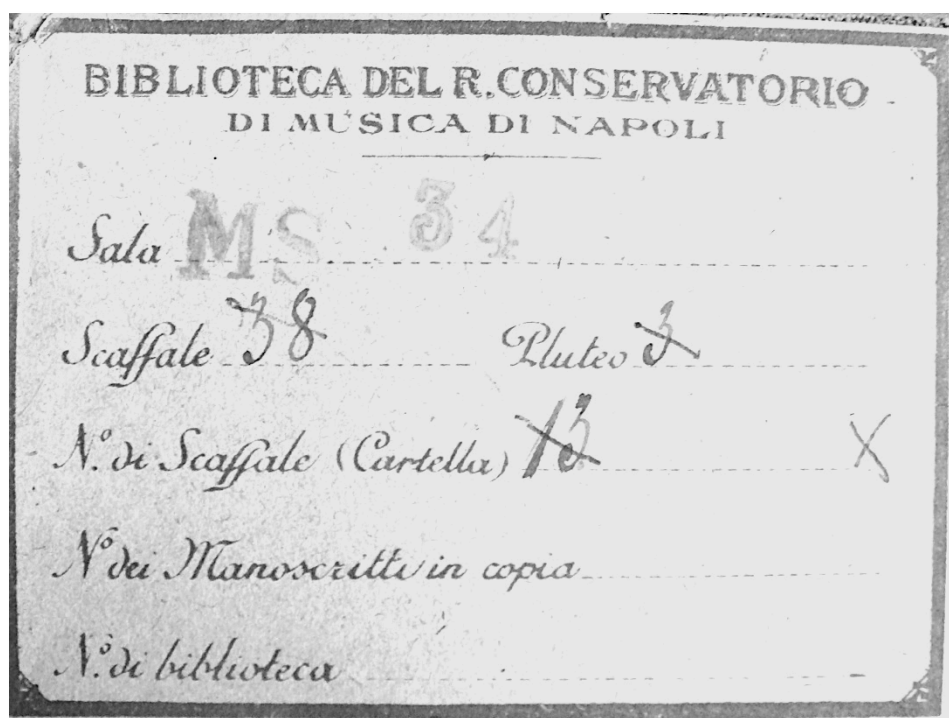 BIBLIOTECA DEL R. CONSERVATORIO
DI MUSICA DI NAPOLI
Sala MS 34
Scaffale 38 Pluteo 3
N.º di Scaffale (Cartella) 13 X
Nº dei Manoscritti in copia
N.º di biblioteca